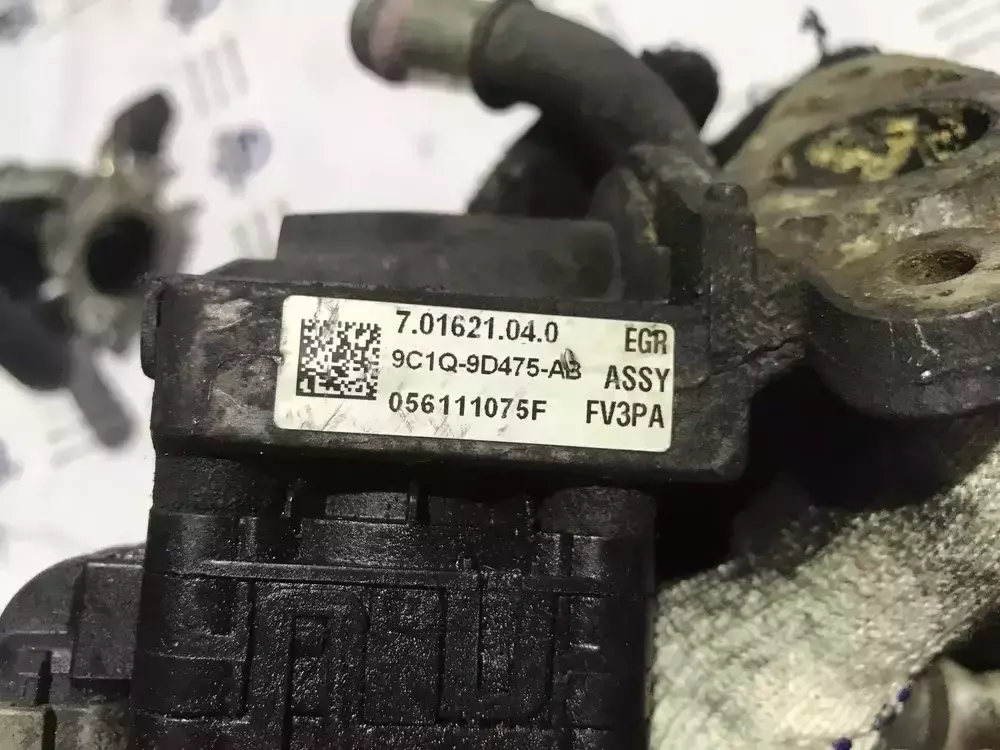 7.01621.04.0 EGR
9C1Q-9D475-AB ASSY
056111075F FV3PA